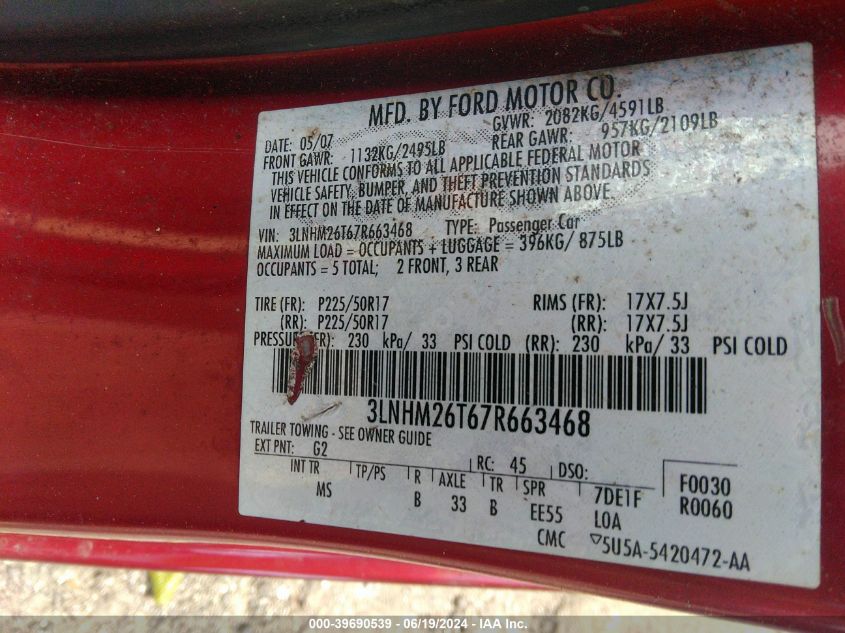 MFD. BY FORD MOTOR CO.
DATE: 05/07 GVWR: 2082KG/4591LB
FRONT GAWR: 1132KG/2495LB REAR GAWR: 957KG/2109LB
THIS VEHICLE CONFORMS TO ALL APPLICABLE FEDERAL MOTOR
VEHICLE SAFETY, BUMPER, AND THEFT PREVENTION STANDARDS
IN EFFECT ON THE DATE OF MANUFACTURE SHOWN ABOVE.
VIN: 3LNHM26T67R663468 TYPE: Passenger Car
MAXIMUM LOAD = OCCUPANTS + LUGGAGE = 396KG/ 875LB
OCCUPANTS = 5 TOTAL; 2 FRONT, 3 REAR
TIRE (FR): P225/50R17 RIMS (FR): 17X7.5J
(RR): P225/50R17 (RR): 17X7.5J
PRESSURE (FR): 230 kPa/ 33 PSI COLD (RR): 230 kPa/ 33 PSI COLD
3LNHM26T67R663468
TRAILER TOWING - SEE OWNER GUIDE
EXT PNT: G2 RC: 45 DSO: F0030
INT TR TP/PS R AXLE TR SPR 7DE1F R0060
MS B 33 B EE55 LOA
CMC ▽5U5A-5420472-AA
000-39690539 - 06/19/2024 - IAA Inc.